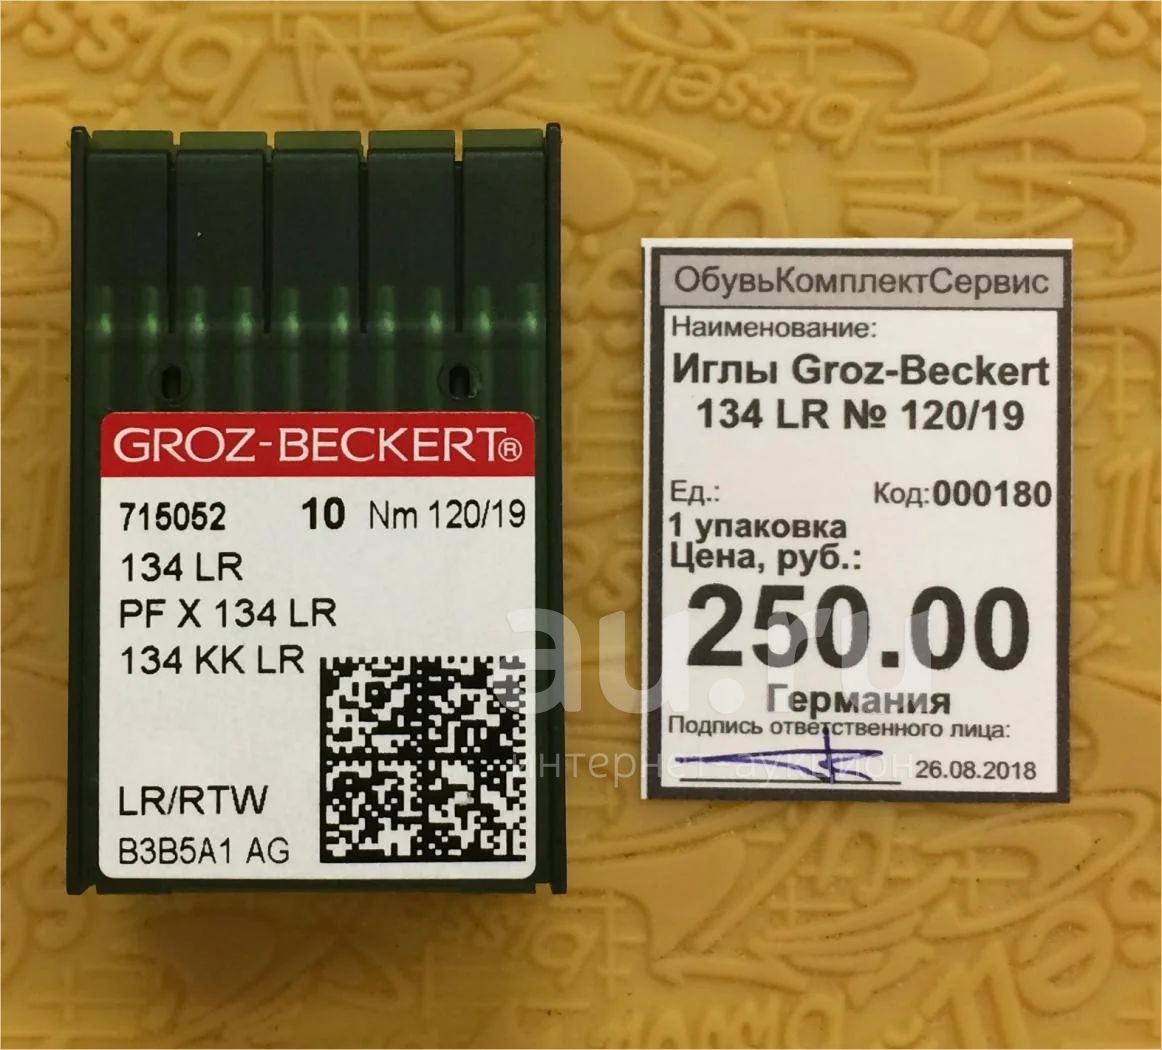 GROZ-BECKERT®
715052 10 Nm 120/19
134 LR
PF X 134 LR
134 KK LR
LR/RTW
B3B5A1 AG
ОбувьКомплектСервис
Наименование:
Иглы Groz-Beckert
134 LR № 120/19
Ед.: Код:000180
1 упаковка
Цена, руб.:
250.00
Германия
Подпись ответственного лица:
26.08.2018
au.ru
интернет-аукцион
bissell
bissell